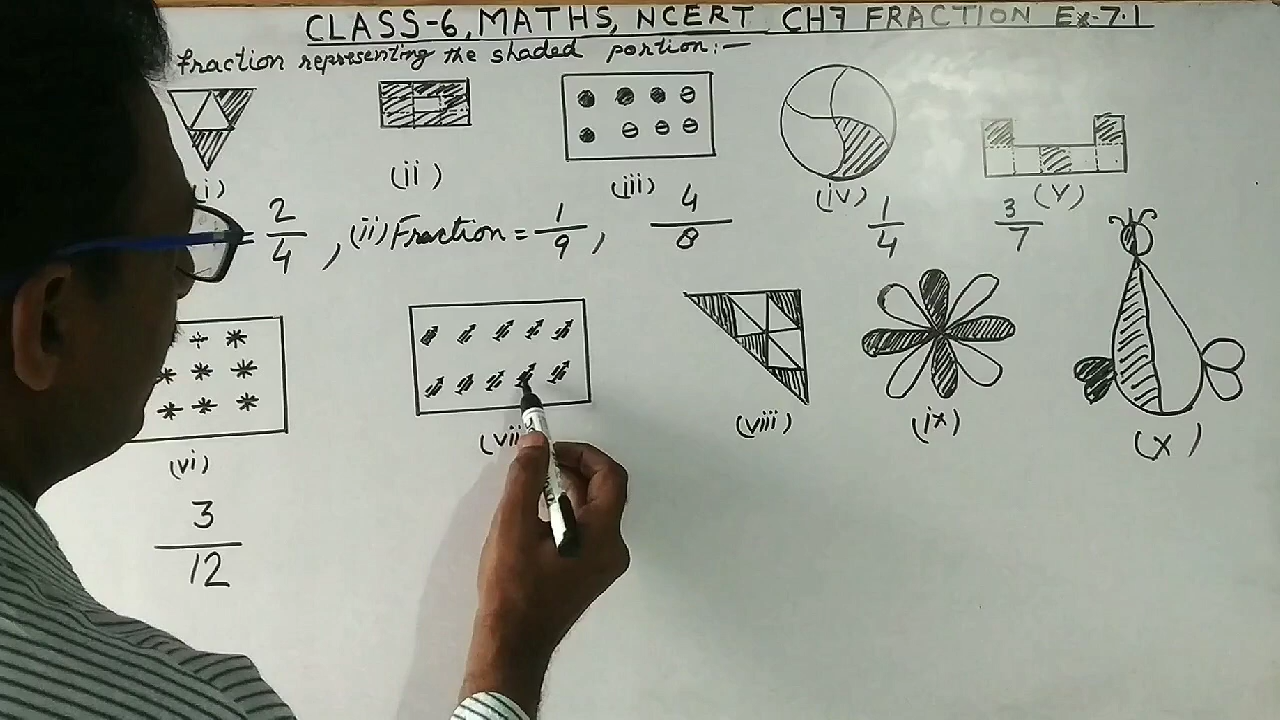 CLASS-6, MATHS, NCERT CH7 FRACTION Ex-7.1
fraction representing the shaded portion:-
(i) (ii) (iii) (iv) (v)
= 2/4 , (ii) Fraction = 1/9 , 4/8 1/4 3/7
(vi) (vii (viii) (ix) (x)
3/12